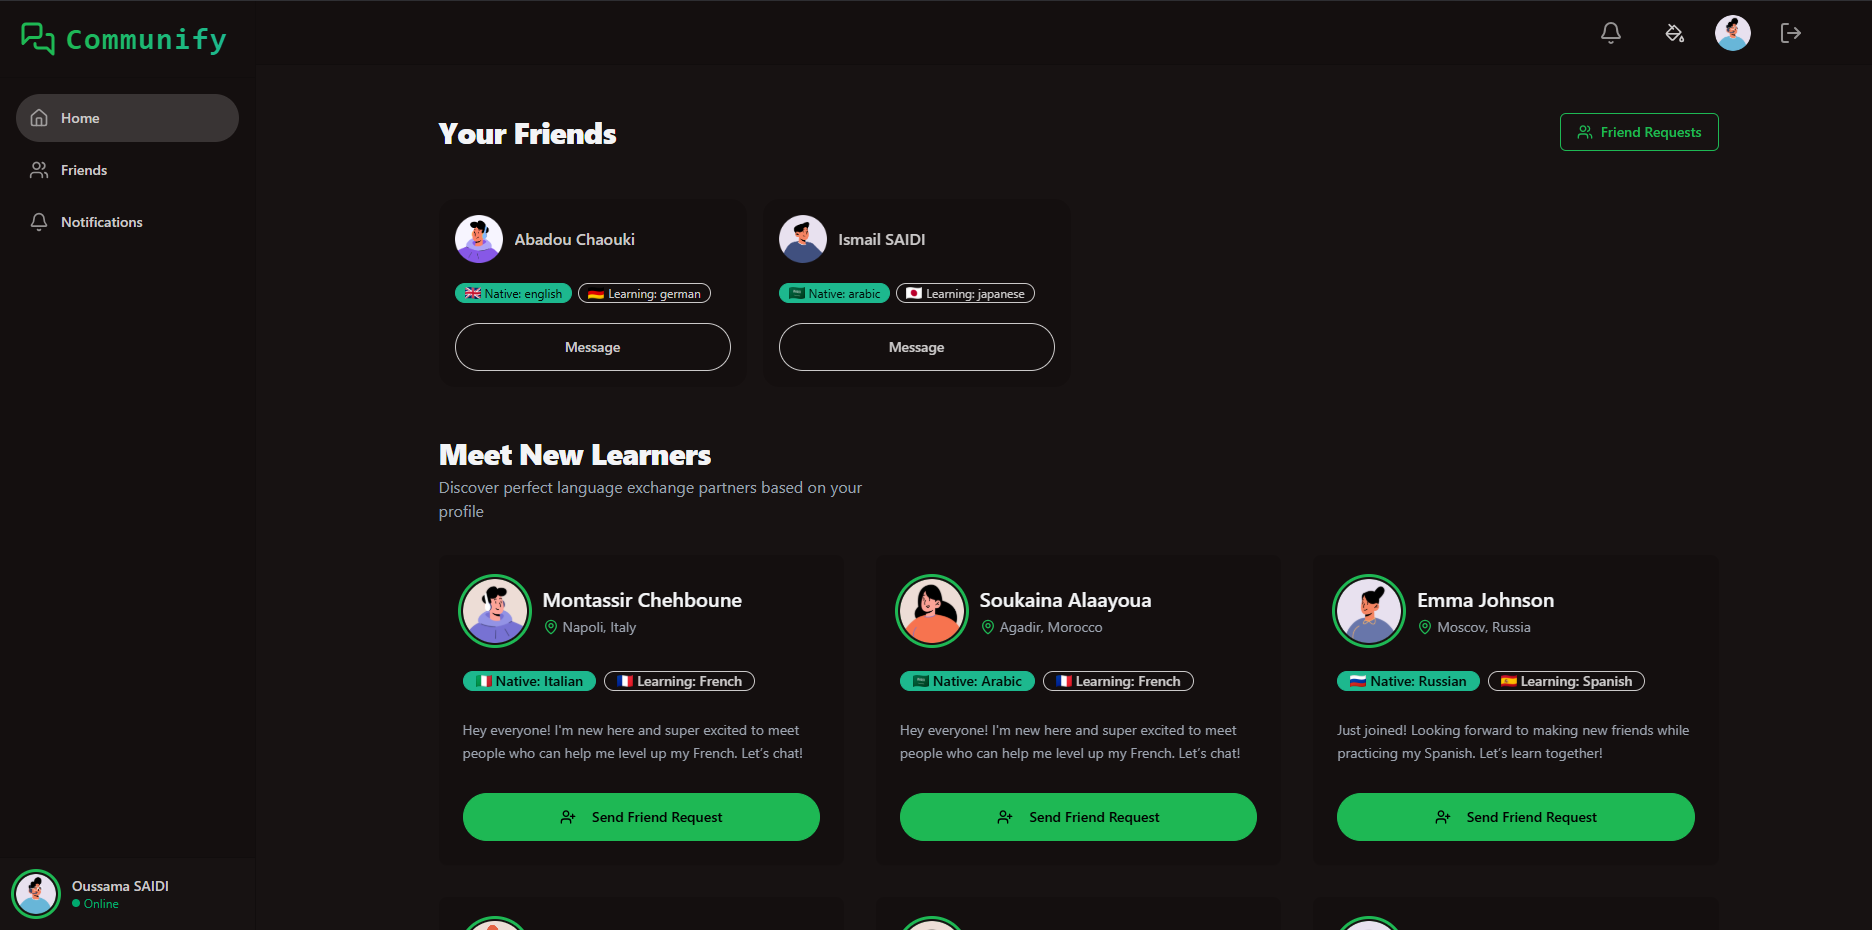 Communify
Home
Friends
Notifications
Your Friends
Friend Requests
Abadou Chaouki
Native: english
Learning: german
Message
Ismail SAIDI
Native: arabic
Learning: japanese
Message
Meet New Learners
Discover perfect language exchange partners based on your
profile
Montassir Chehboune
Napoli, Italy
Native: Italian
Learning: French
Hey everyone! I'm new here and super excited to meet
people who can help me level up my French. Let’s chat!
Send Friend Request
Soukaina Alaayoua
Agadir, Morocco
Native: Arabic
Learning: French
Hey everyone! I'm new here and super excited to meet
people who can help me level up my French. Let’s chat!
Send Friend Request
Emma Johnson
Moscov, Russia
Native: Russian
Learning: Spanish
Just joined! Looking forward to making new friends while
practicing my Spanish. Let’s learn together!
Send Friend Request
Oussama SAIDI
Online